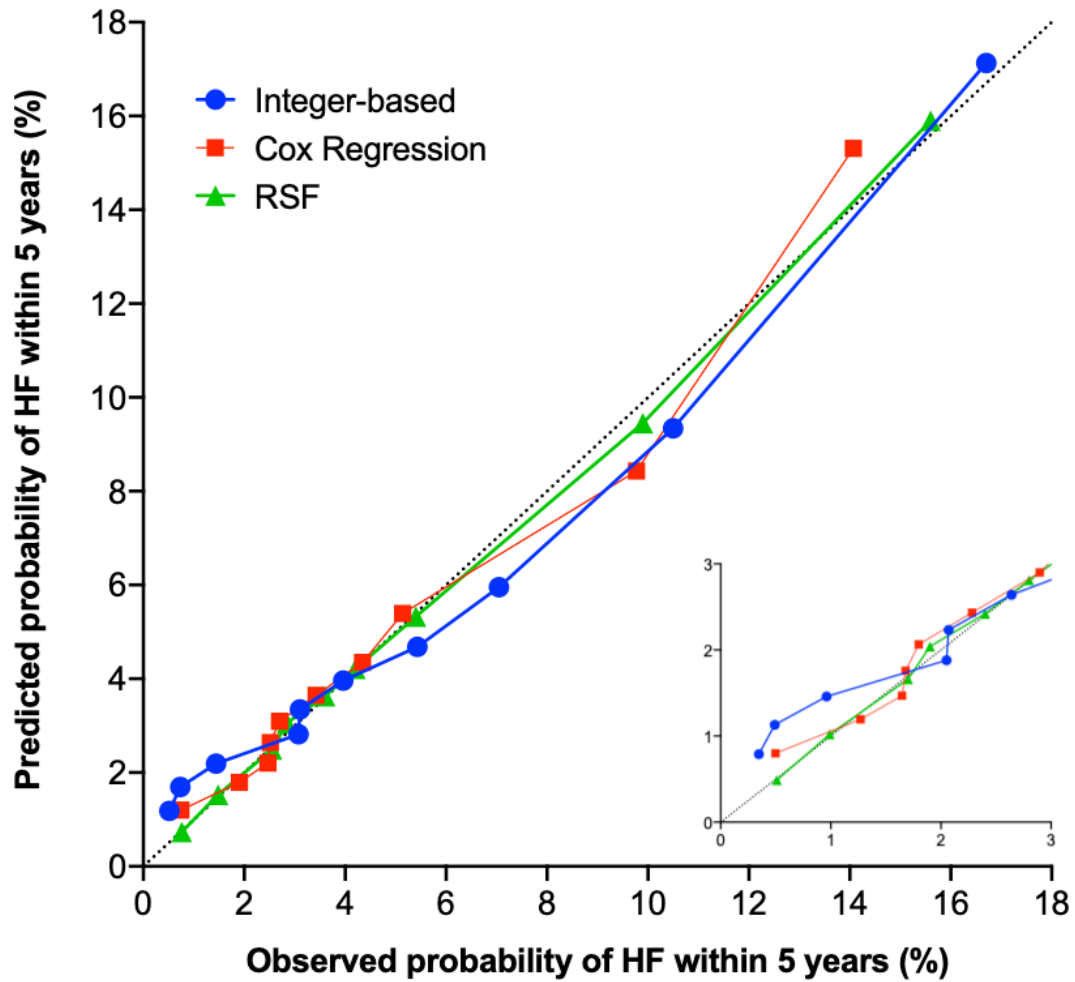 Predicted probability of HF within 5 years (%)
18
16
14
12
10
8
6
4
2
0
Integer-based
Cox Regression
RSF
3
2
1
0
0 1 2 3
0 2 4 6 8 10 12 14 16 18
Observed probability of HF within 5 years (%)